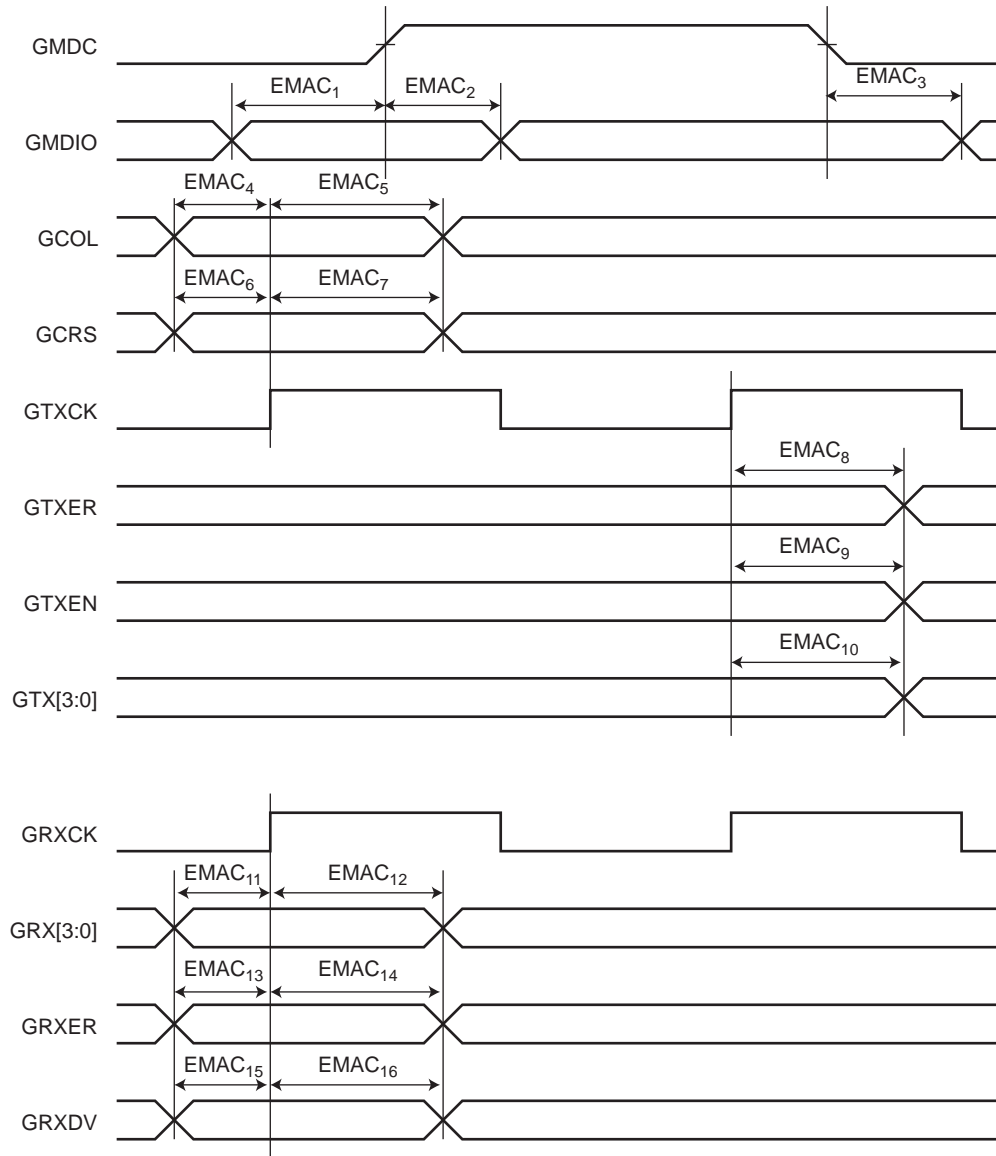 GMDC
EMAC1 EMAC2 EMAC3
GMDIO
EMAC4 EMAC5
GCOL
EMAC6 EMAC7
GCRS
GTXCK
EMAC8
GTXER
EMAC9
GTXEN
EMAC10
GTX[3:0]
GRXCK
EMAC11 EMAC12
GRX[3:0]
EMAC13 EMAC14
GRXER
EMAC15 EMAC16
GRXDV